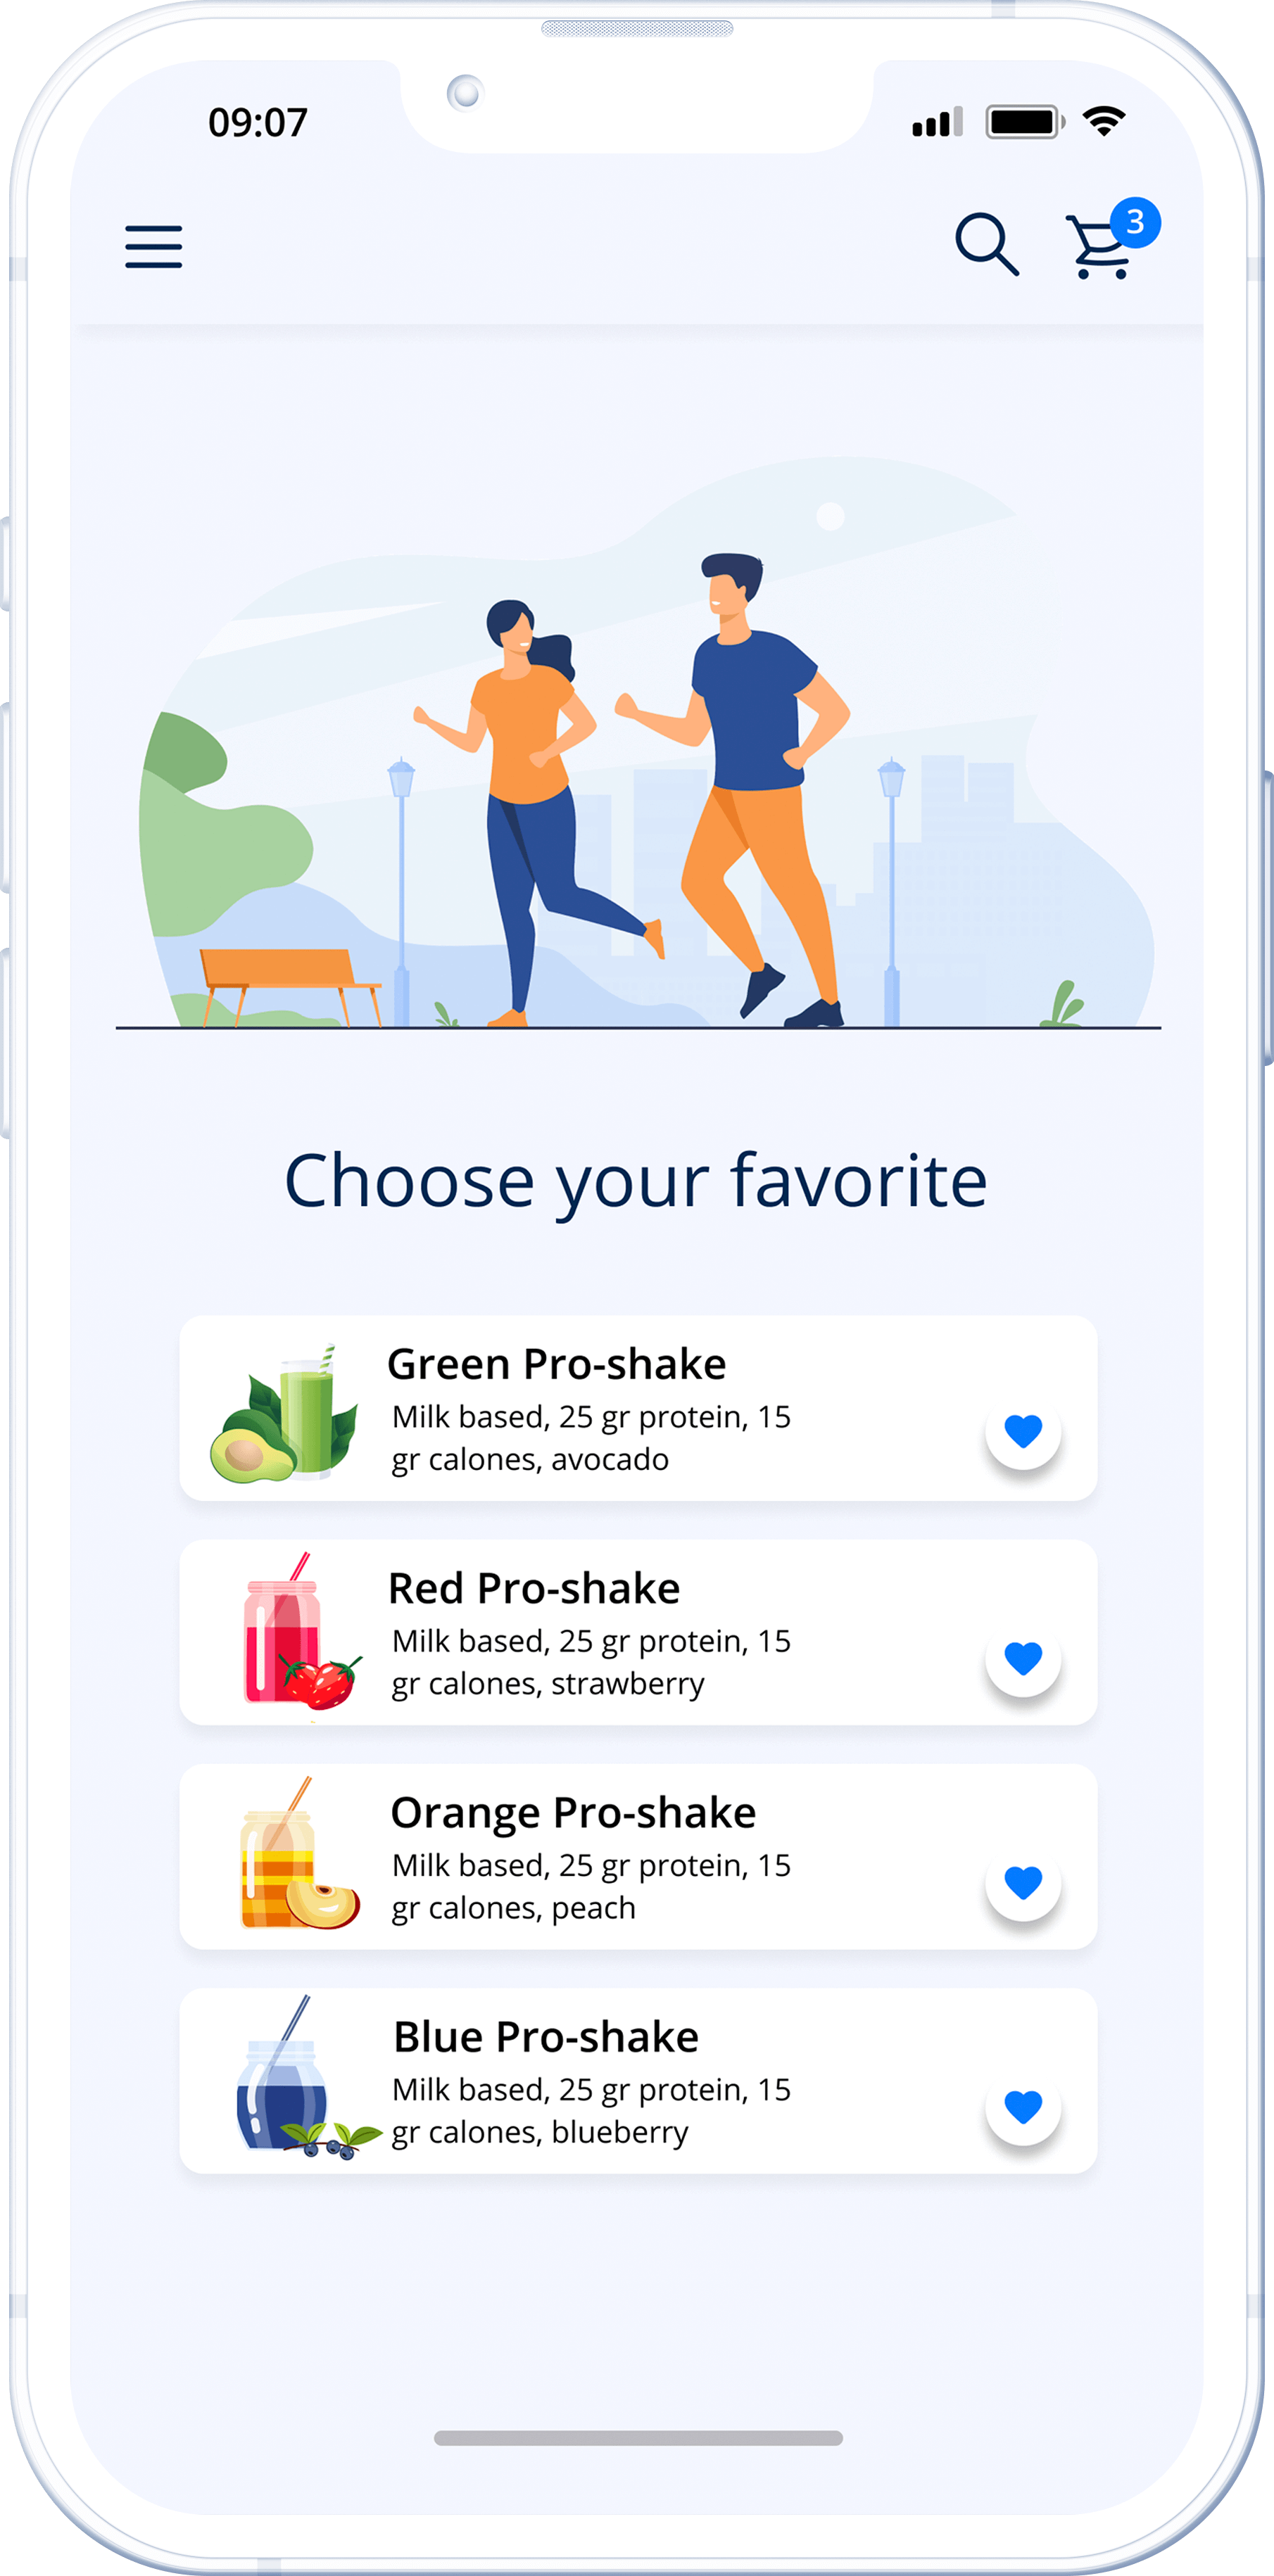 09:07
3
Choose your favorite
Green Pro-shake
Milk based, 25 gr protein, 15
gr calones, avocado
Red Pro-shake
Milk based, 25 gr protein, 15
gr calones, strawberry
Orange Pro-shake
Milk based, 25 gr protein, 15
gr calones, peach
Blue Pro-shake
Milk based, 25 gr protein, 15
gr calones, blueberry